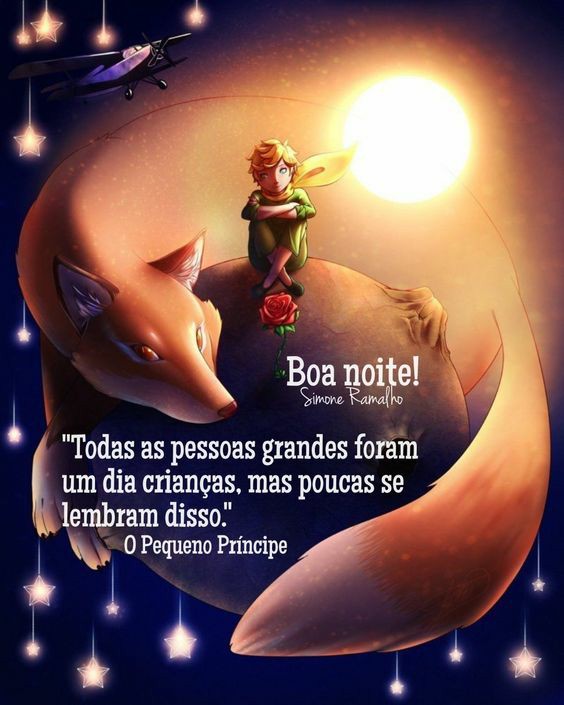 Boa noite!
Simone Ramalho
"Todas as pessoas grandes foram
um dia crianças, mas poucas se
lembram disso."
O Pequeno Príncipe